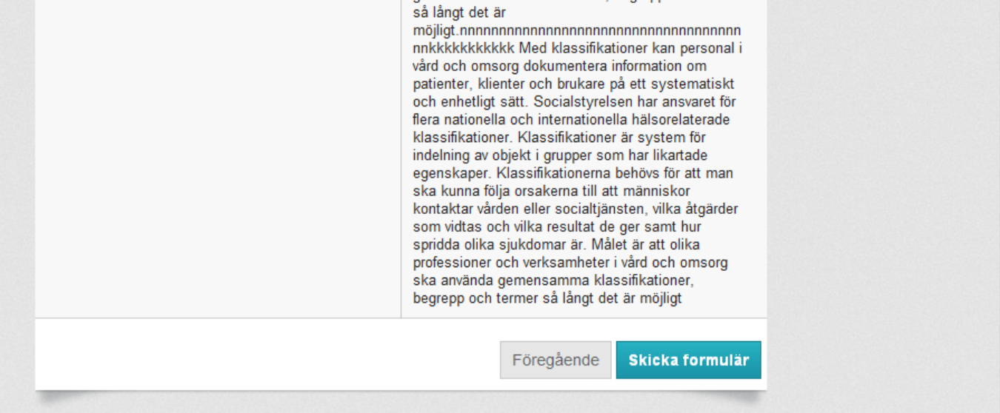 så långt det är
möjligt.nnnnnnnnnnnnnnnnnnnnnnnnnnnnnnnnnnnn
nnkkkkkkkkkkk Med klassifikationer kan personal i
vård och omsorg dokumentera information om
patienter, klienter och brukare på ett systematiskt
och enhetligt sätt. Socialstyrelsen har ansvaret för
flera nationella och internationella hälsorelaterade
klassifikationer. Klassifikationer är system för
indelning av objekt i grupper som har likartade
egenskaper. Klassifikationerna behövs för att man
ska kunna följa orsakerna till att människor
kontaktar vården eller socialtjänsten, vilka åtgärder
som vidtas och vilka resultat de ger samt hur
spridda olika sjukdomar är. Målet är att olika
professioner och verksamheter i vård och omsorg
ska använda gemensamma klassifikationer,
begrepp och termer så långt det är möjligt
Föregående
Skicka formulär